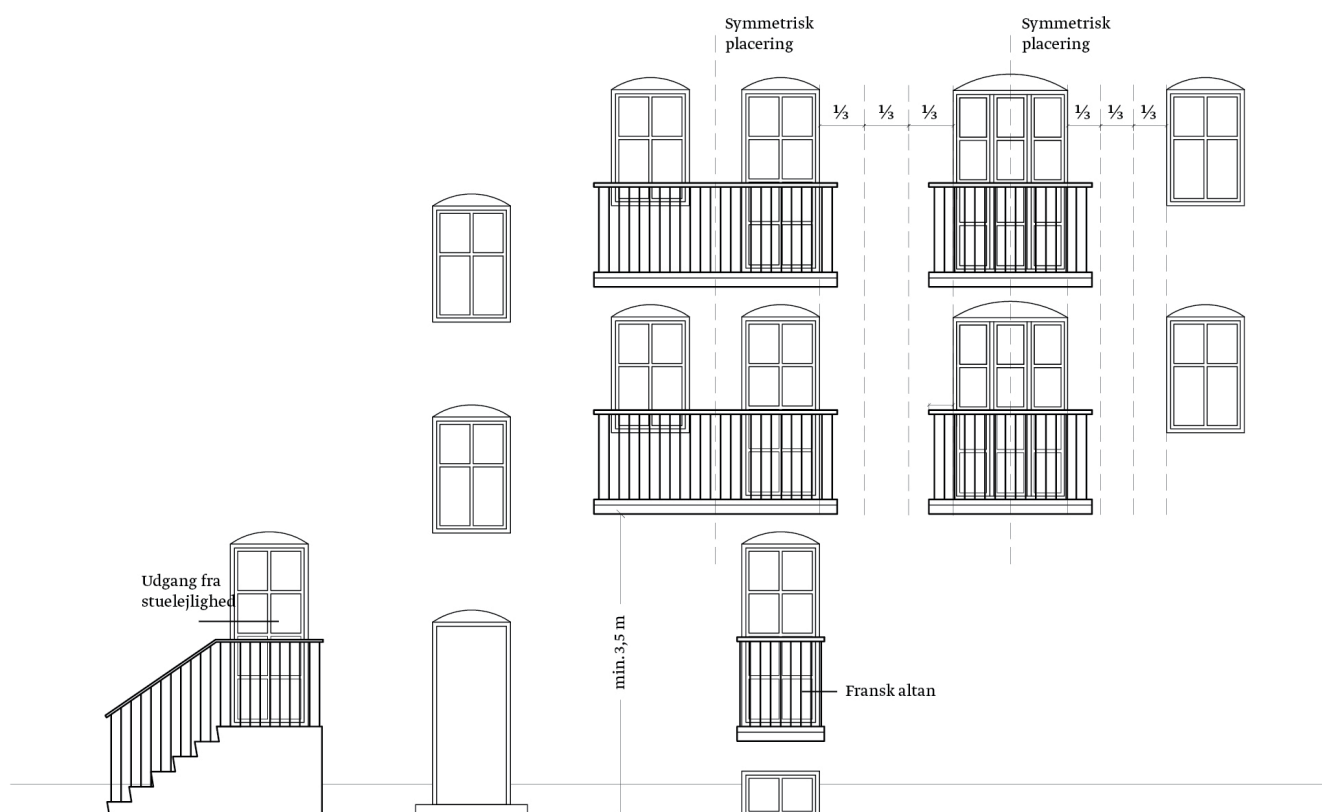 Symmetrisk
placering
Symmetrisk
placering
⅓ ⅓ ⅓ ⅓ ⅓ ⅓
Udgang fra
stuelejlighed
min. 3,5 m
Fransk altan